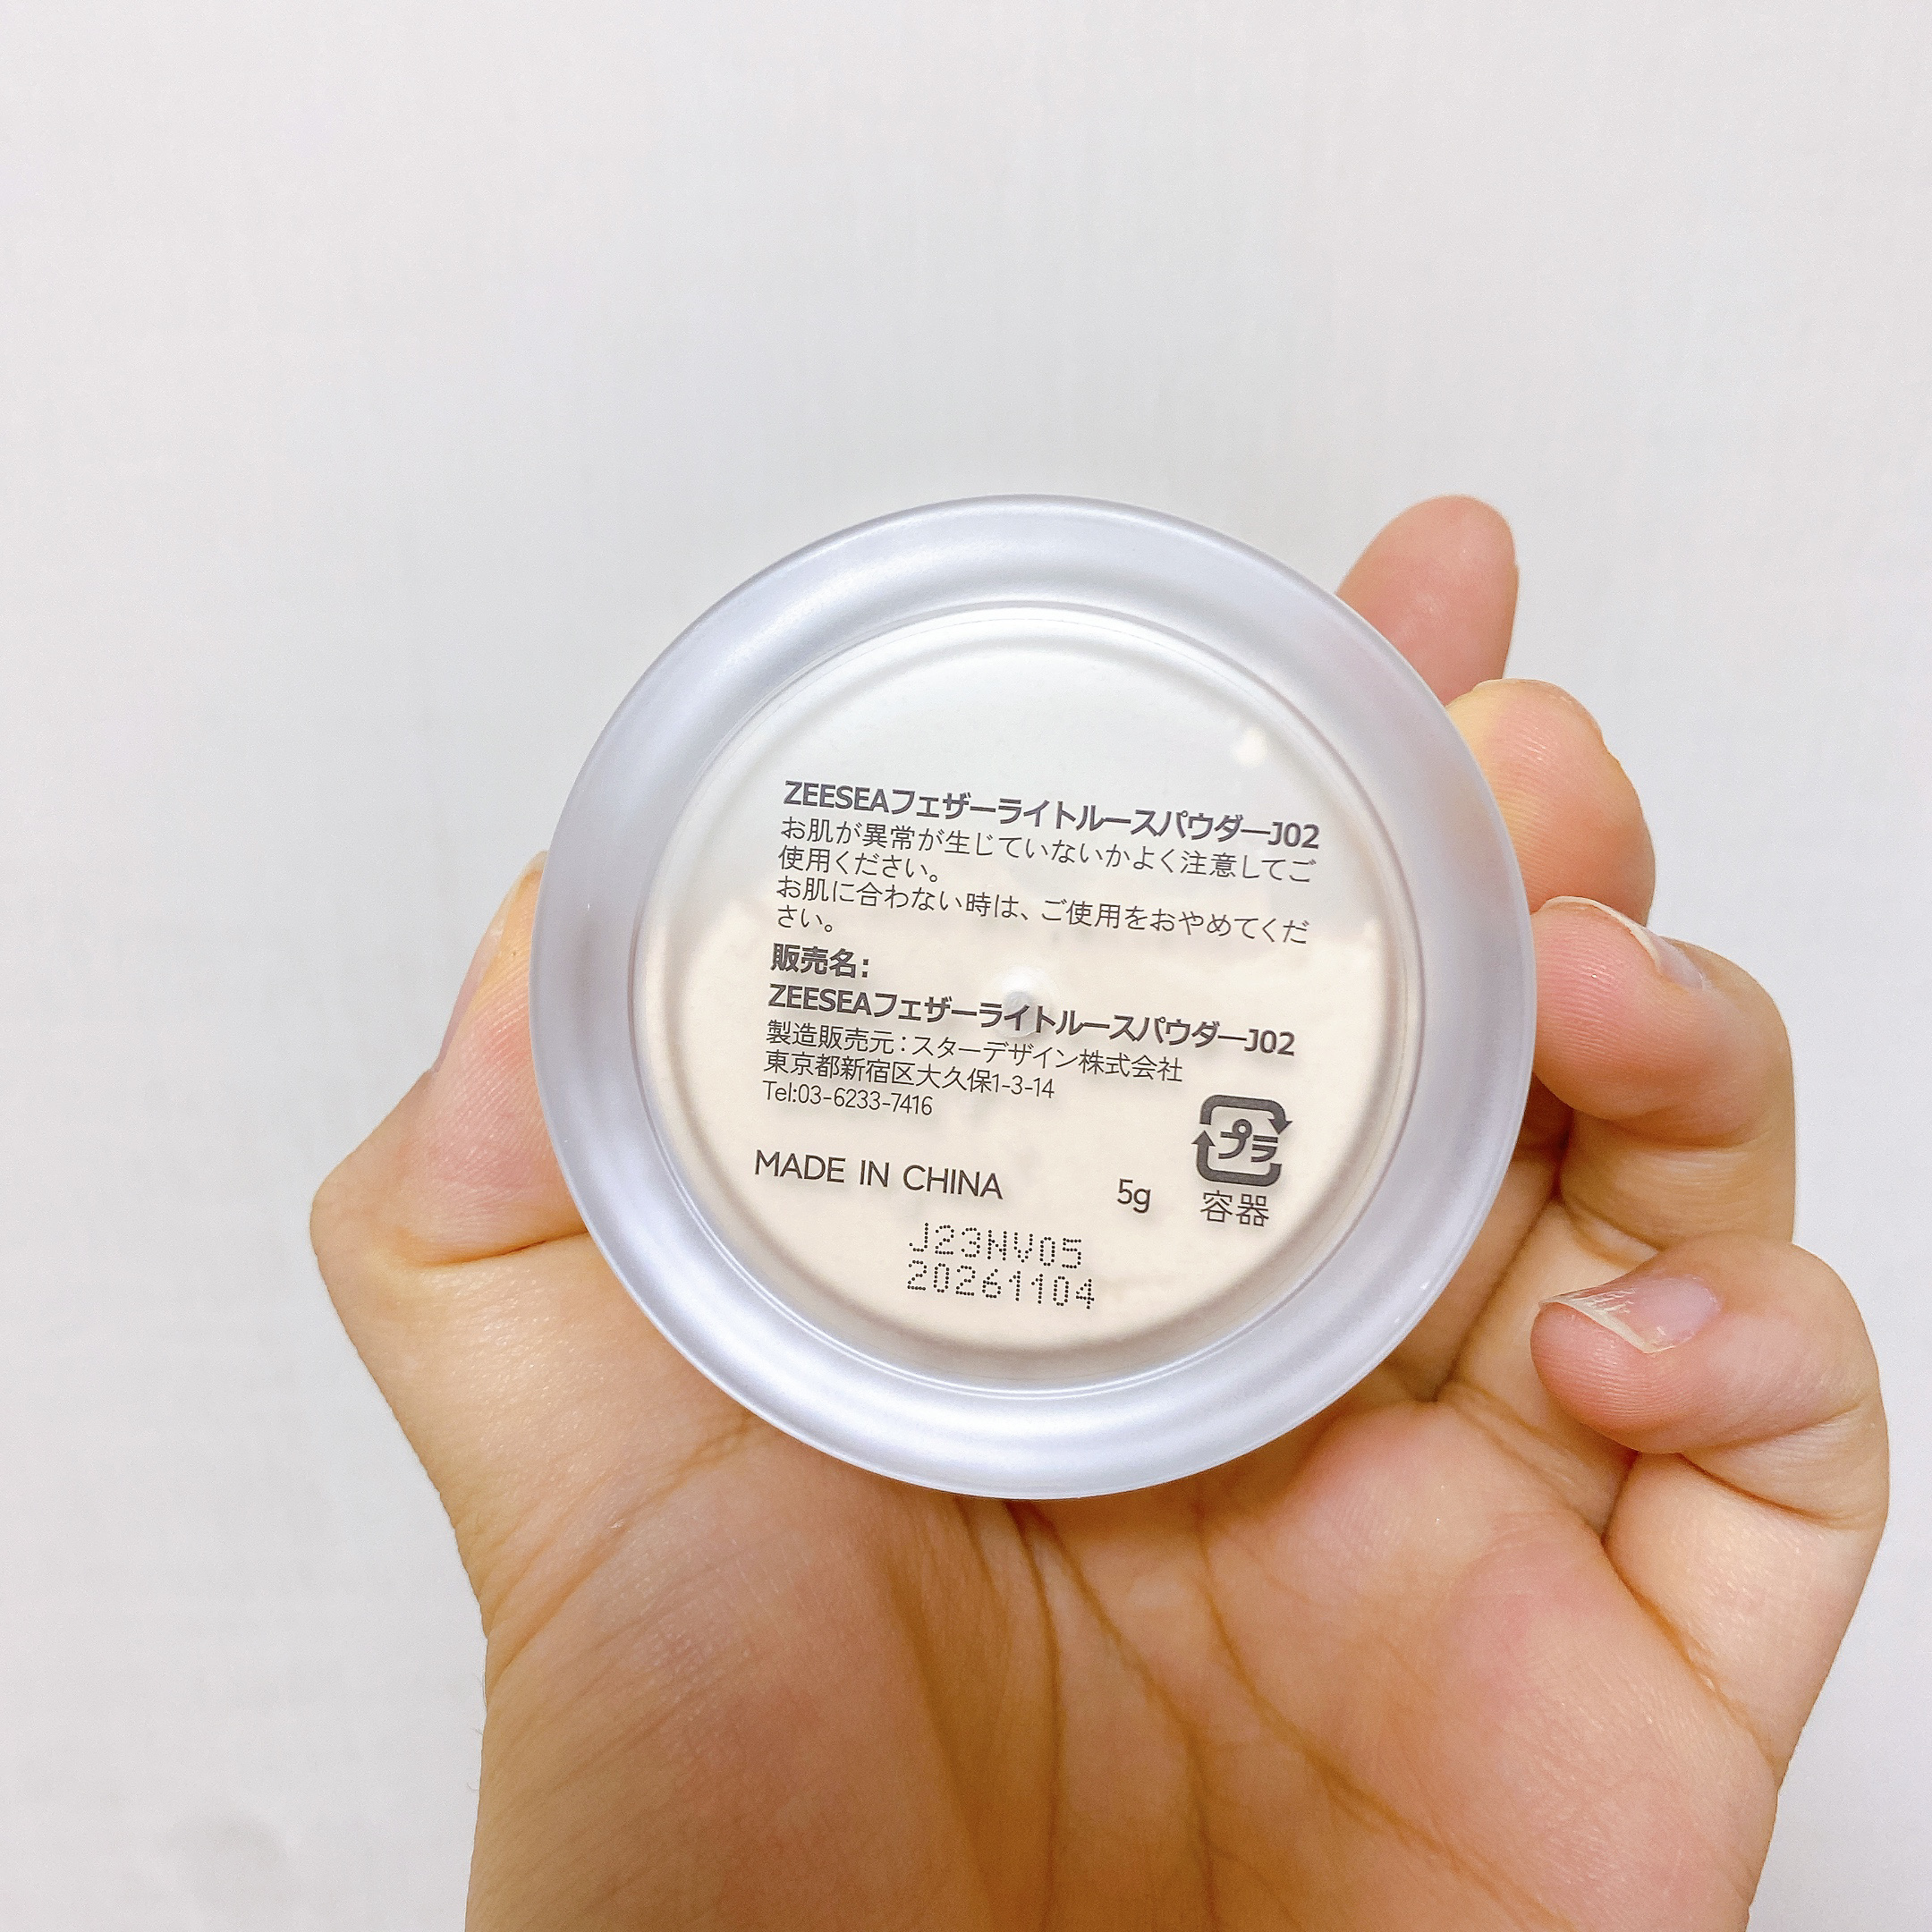 ZEESEAフェザーライトルースパウダーJ02
お肌が異常が生じていないかよく注意してご
使用ください。
お肌に合わない時は、ご使用をおやめてくだ
さい。
販売名：
ZEESEAフェザーライトルースパウダーJ02
製造販売元：スターデザイン株式会社
東京都新宿区大久保1-3-14
Tel:03-6233-7416
プラ
MADE IN CHINA 5g 容器
J23NV05
20261104